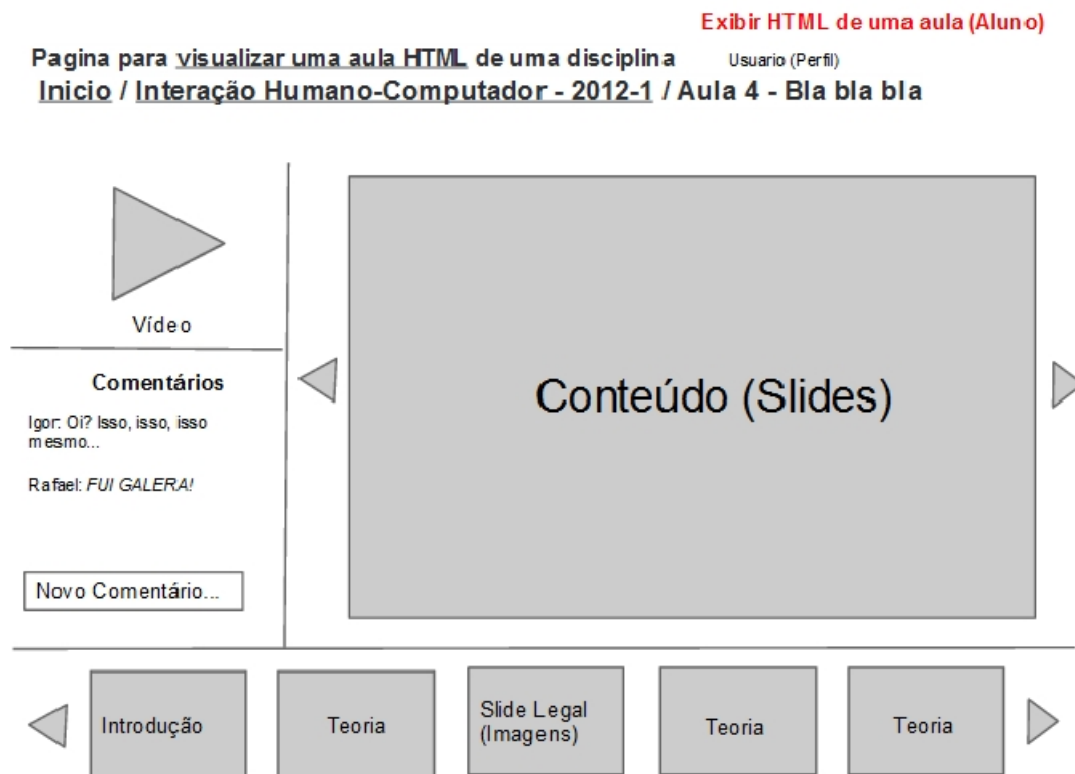 Exibir HTML de uma aula (Aluno)
Pagina para visualizar uma aula HTML de uma disciplina
Usuario (Perfil)
Inicio / Interação Humano-Computador - 2012-1 / Aula 4 - Bla bla bla
Vídeo
Comentários
Igor: Oi? Isso, isso, isso
mesmo...
Rafael: FUI GALERA!
Novo Comentário...
Conteúdo (Slides)
Introdução
Teoria
Slide Legal
(Imagens)
Teoria
Teoria